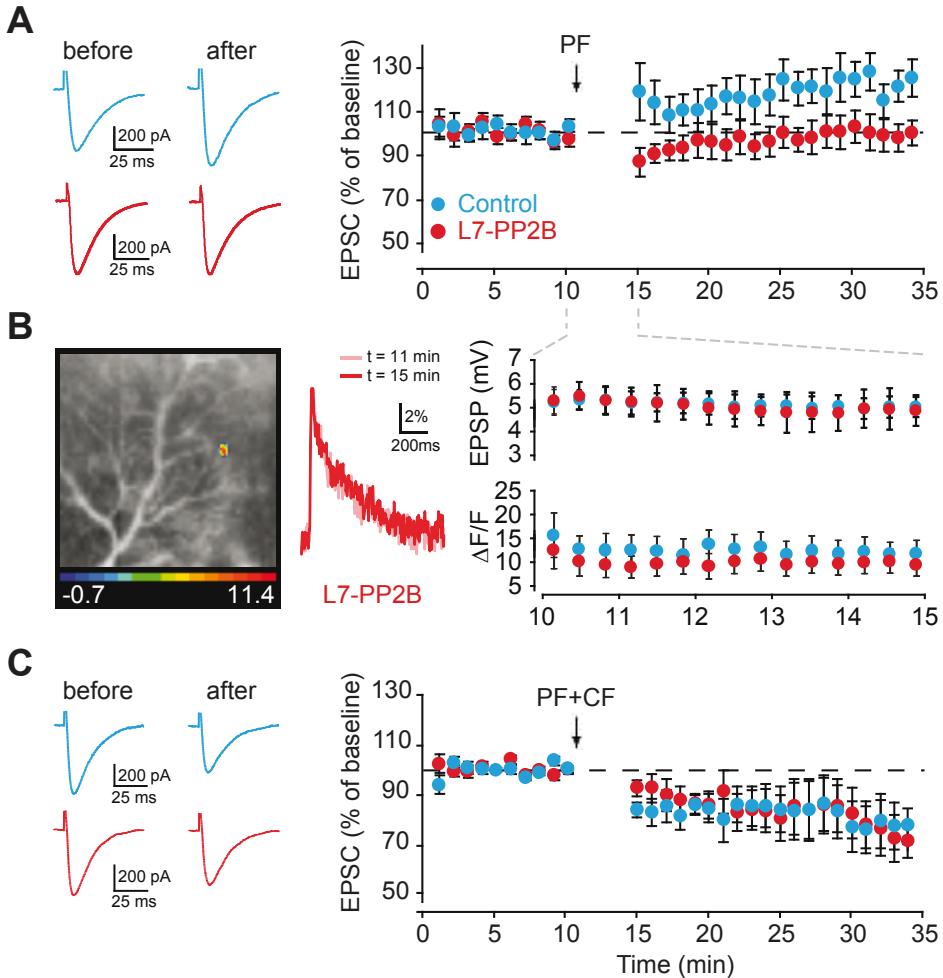 A
before
after
200 pA
25 ms
200 pA
25 ms
200 pA
25 ms
EPSC (% of baseline)
130
110
90
70
50
PF
Control
L7-PP2B
0 5 10 15 20 25 30 35
B
-0.7 11.4
t = 11 min
t = 15 min
2%
200ms
L7-PP2B
EPSP (mV)
7
6
5
4
3
ΔF/F
25
20
15
10
5
10 11 12 13 14 15
C
before
after
200 pA
25 ms
200 pA
25 ms
EPSC (% of baseline)
130
110
90
70
50
PF+CF
0 5 10 15 20 25 30 35
Time (min)